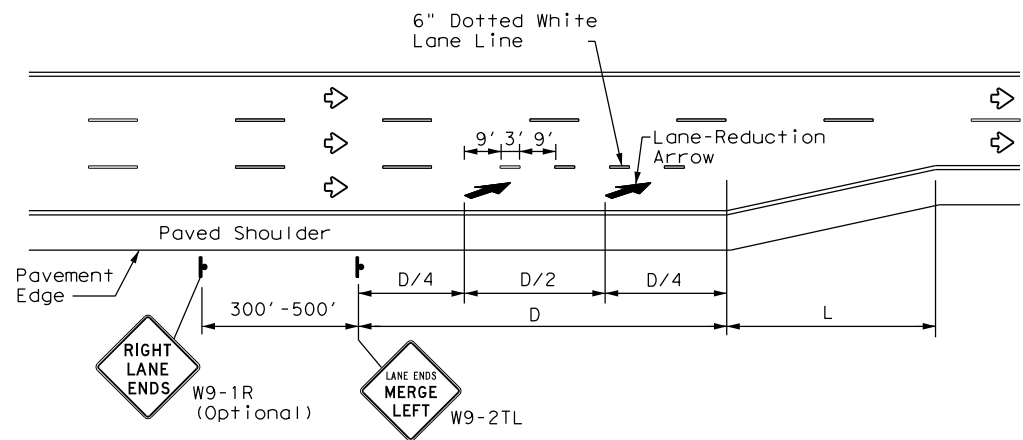 6" Dotted White
Lane Line
9' 3' 9'
Lane-Reduction
Arrow
Paved Shoulder
Pavement
Edge
D/4 D/2 D/4
300'-500'
D
L
RIGHT
LANE
ENDS
W9-1R
(Optional)
LANE ENDS
MERGE
LEFT
W9-2TL